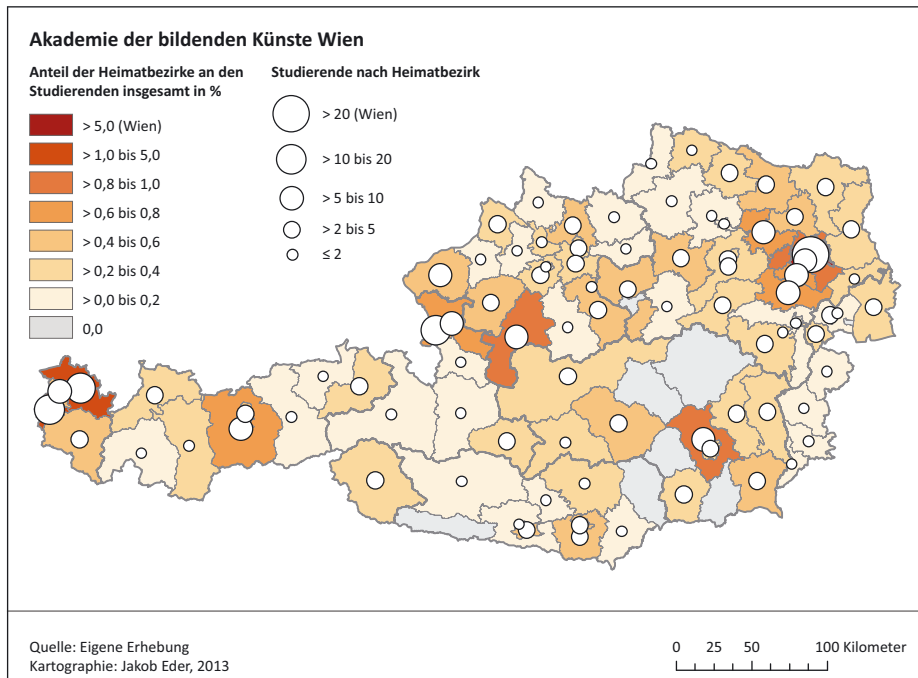 Akademie der bildenden Künste Wien
Anteil der Heimatbezirke an den
Studierenden insgesamt in %
> 5,0 (Wien)
> 1,0 bis 5,0
> 0,8 bis 1,0
> 0,6 bis 0,8
> 0,4 bis 0,6
> 0,2 bis 0,4
> 0,0 bis 0,2
0,0
Studierende nach Heimatbezirk
> 20 (Wien)
> 10 bis 20
> 5 bis 10
> 2 bis 5
≤ 2
Quelle: Eigene Erhebung
Kartographie: Jakob Eder, 2013
0 25 50 100 Kilometer